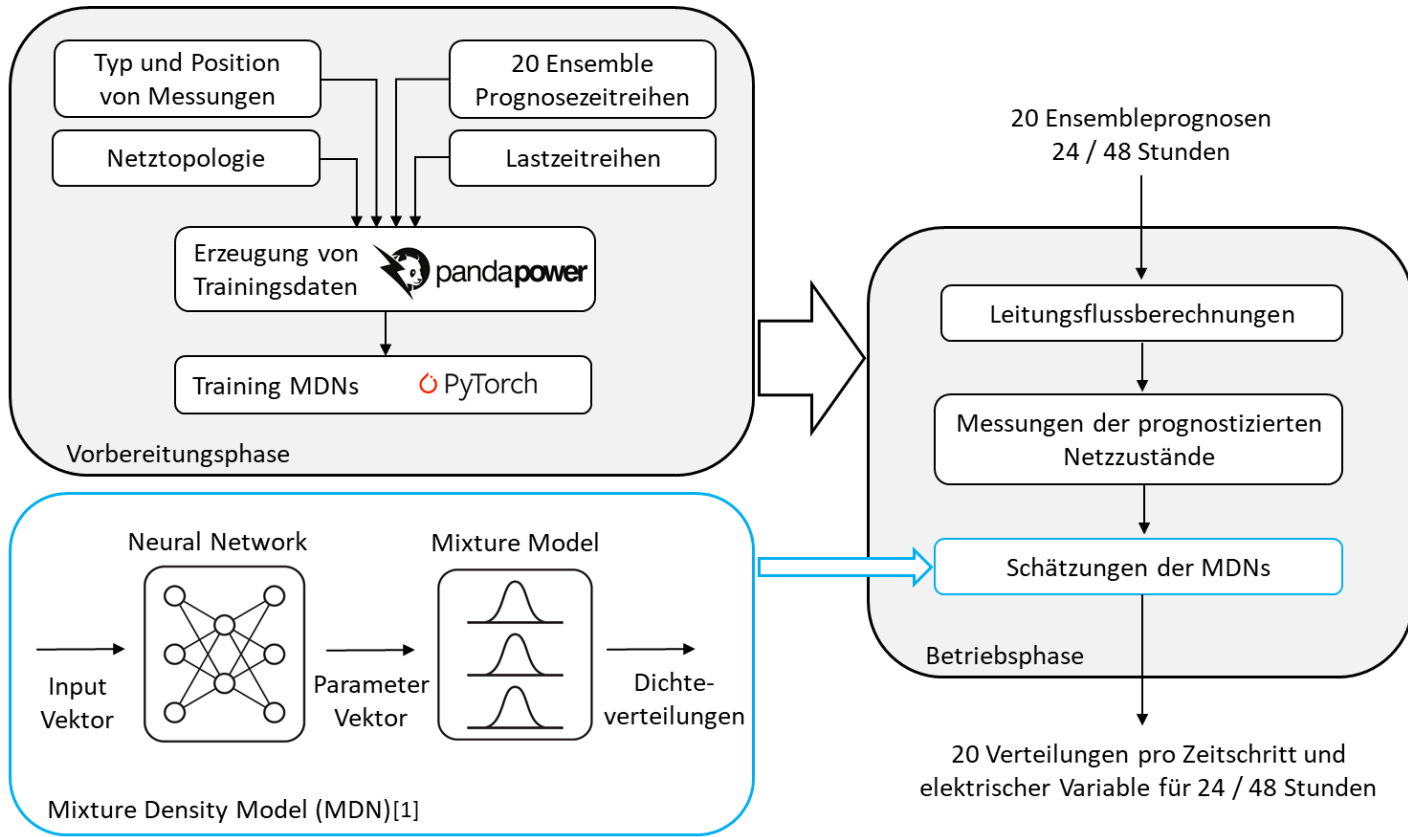 Typ und Position
von Messungen
20 Ensemble
Prognosezeitreihen
Netztopologie
Lastzeitreihen
Erzeugung von
Trainingsdaten
pandapower
Training MDNs
PyTorch
Vorbereitungsphase
Neural Network
Mixture Model
Input
Vektor
Parameter
Vektor
Dichte-
verteilungen
Mixture Density Model (MDN)[1]
20 Ensembleprognosen
24 / 48 Stunden
Leitungsflussberechnungen
Messungen der prognostizierten
Netzzustände
Schätzungen der MDNs
Betriebsphase
20 Verteilungen pro Zeitschritt und
elektrischer Variable für 24 / 48 Stunden